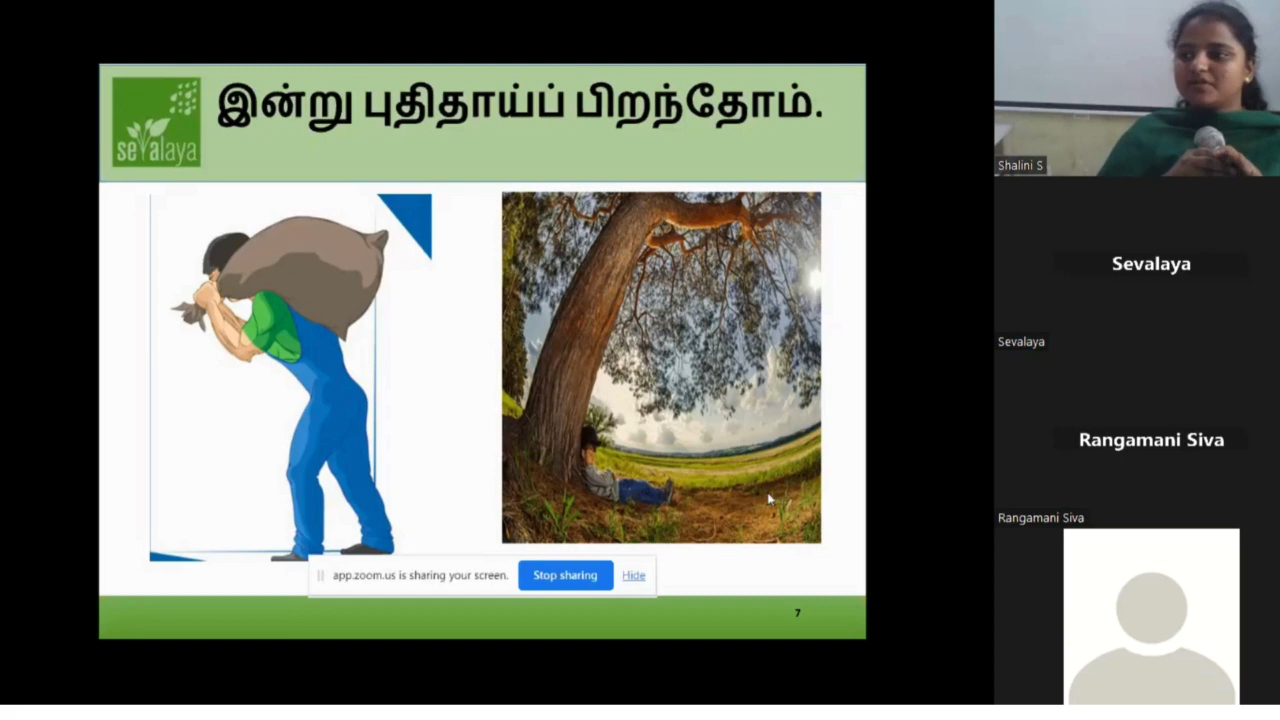 இன்று புதிதாய்ப் பிறந்தோம்.
sevalaya
app.zoom.us is sharing your screen. Stop sharing Hide
7
Shalini S
Sevalaya
Sevalaya
Rangamani Siva
Rangamani Siva